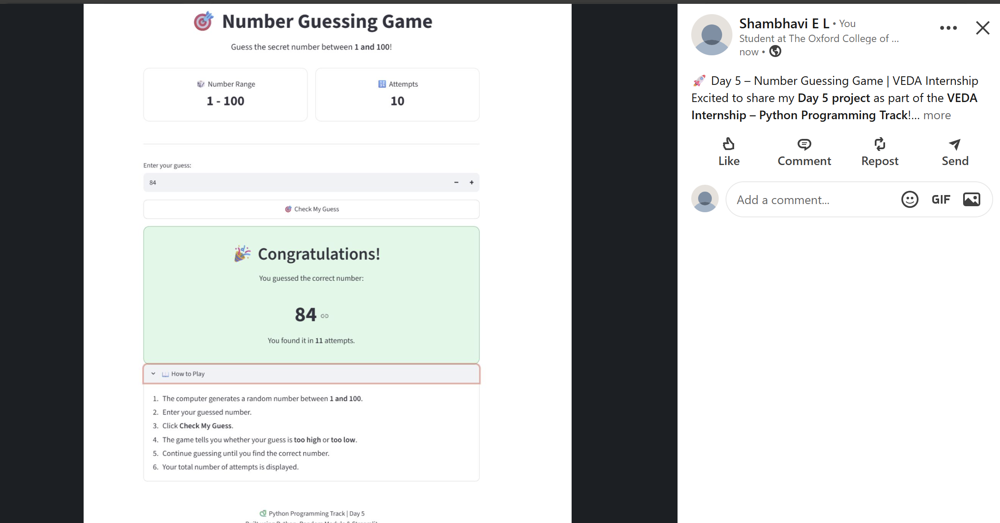 Number Guessing Game
Guess the secret number between 1 and 100!
Number Range
1 - 100
Attempts
10
Enter your guess:
84
Check My Guess
Congratulations!
You guessed the correct number:
84
You found it in 11 attempts.
How to Play
1. The computer generates a random number between 1 and 100.
2. Enter your guessed number.
3. Click Check My Guess.
4. The game tells you whether your guess is too high or too low.
5. Continue guessing until you find the correct number.
6. Your total number of attempts is displayed.
Python Programming Track | Day 5
Built using Python, Random Module & Streamlit
Shambhavi E L • You
Student at The Oxford College of ...
now •
Day 5 – Number Guessing Game | VEDA Internship
Excited to share my Day 5 project as part of the VEDA
Internship – Python Programming Track!... more
Like
Comment
Repost
Send
Add a comment...
GIF